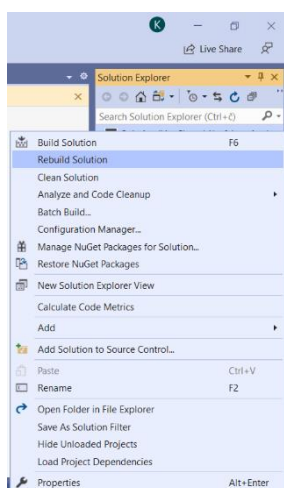 K
Live Share
Solution Explorer
Search Solution Explorer (Ctrl+č)
Build Solution F6
Rebuild Solution
Clean Solution
Analyze and Code Cleanup
Batch Build...
Configuration Manager...
Manage NuGet Packages for Solution...
Restore NuGet Packages
New Solution Explorer View
Calculate Code Metrics
Add
Add Solution to Source Control...
Paste Ctrl+V
Rename F2
Open Folder in File Explorer
Save As Solution Filter
Hide Unloaded Projects
Load Project Dependencies
Properties Alt+Enter